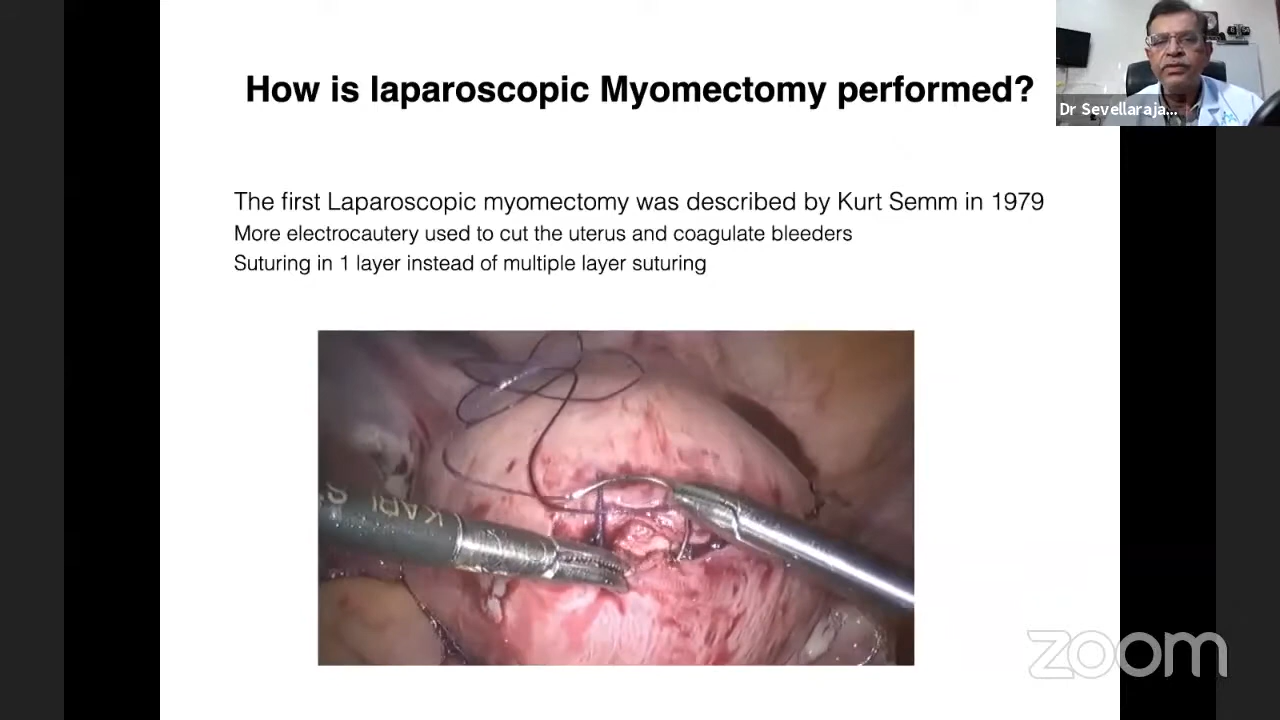 How is laparoscopic Myomectomy performed?
Dr Sevellaraja...
The first Laparoscopic myomectomy was described by Kurt Semm in 1979
More electrocautery used to cut the uterus and coagulate bleeders
Suturing in 1 layer instead of multiple layer suturing
KARL S
zoom